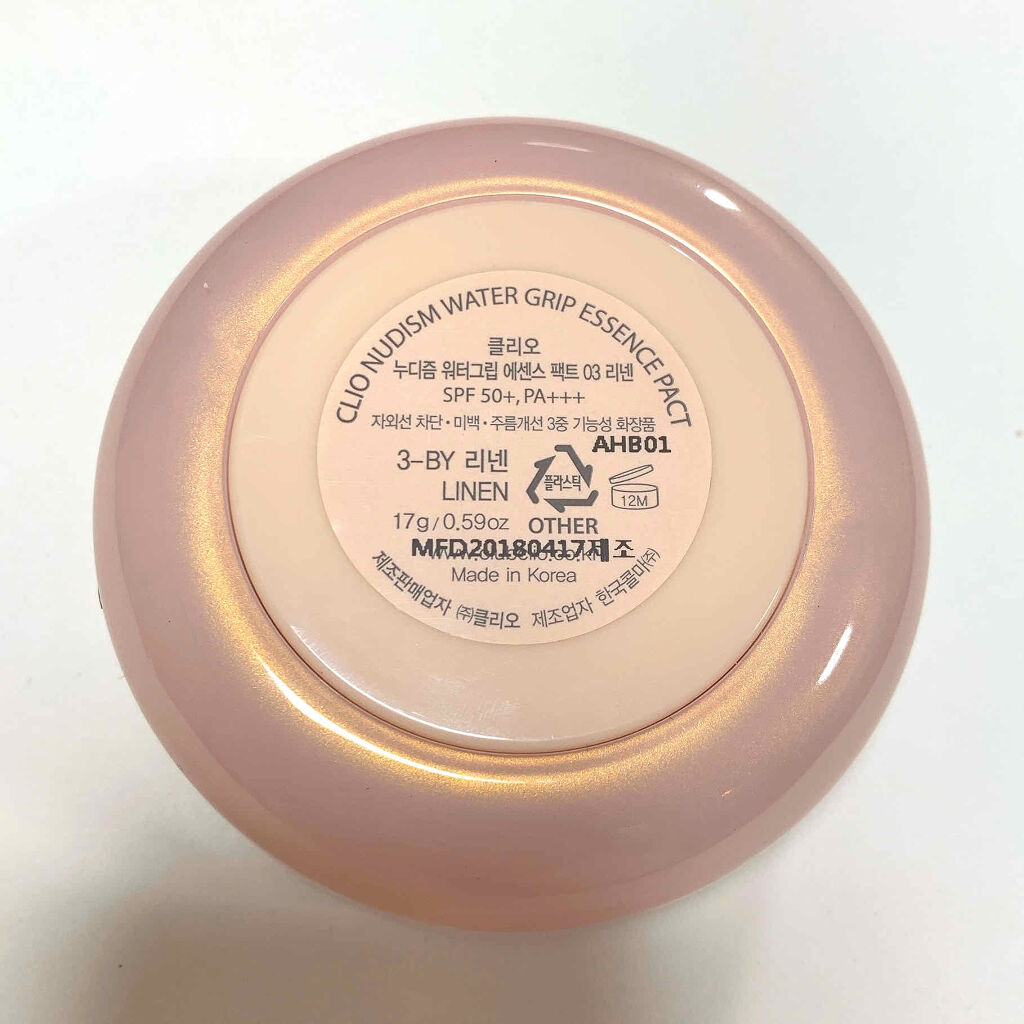 CLIO NUDISM WATER GRIP ESSENCE PACT
클리오
누디즘 워터그립 에센스 팩트 03 리넨
SPF 50+, PA+++
자외선 차단・미백・주름개선 3중 기능성 화장품
AHB01
3-BY 리넨
LINEN
플라스틱
12M
17g/0.59oz OTHER
MFD20180417제조
Made in Korea
제조판매업자 ㈜클리오 제조업자 한국콜마㈜